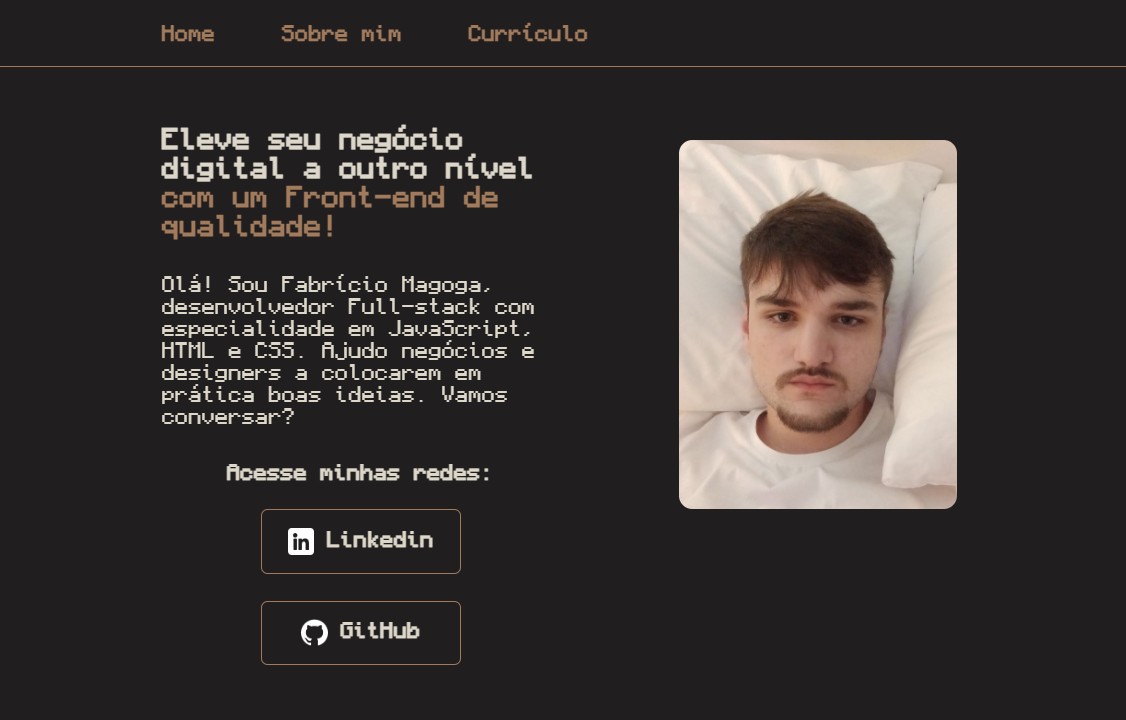 Home Sobre mim Currículo
Eleve seu negócio
digital a outro nível
com um Front-end de
qualidade!
Olá! Sou Fabrício Magoga,
desenvolvedor Full-stack com
especialidade em JavaScript,
HTML e CSS. Ajudo negócios e
designers a colocarem em
prática boas ideias. Vamos
conversar?
Acesse minhas redes:
in Linkedin
GitHub